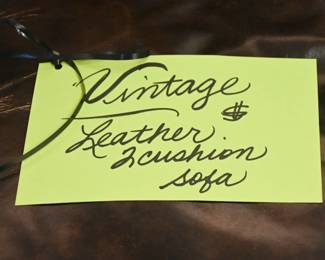 Vintage
$
Leather
2cushion
sofa